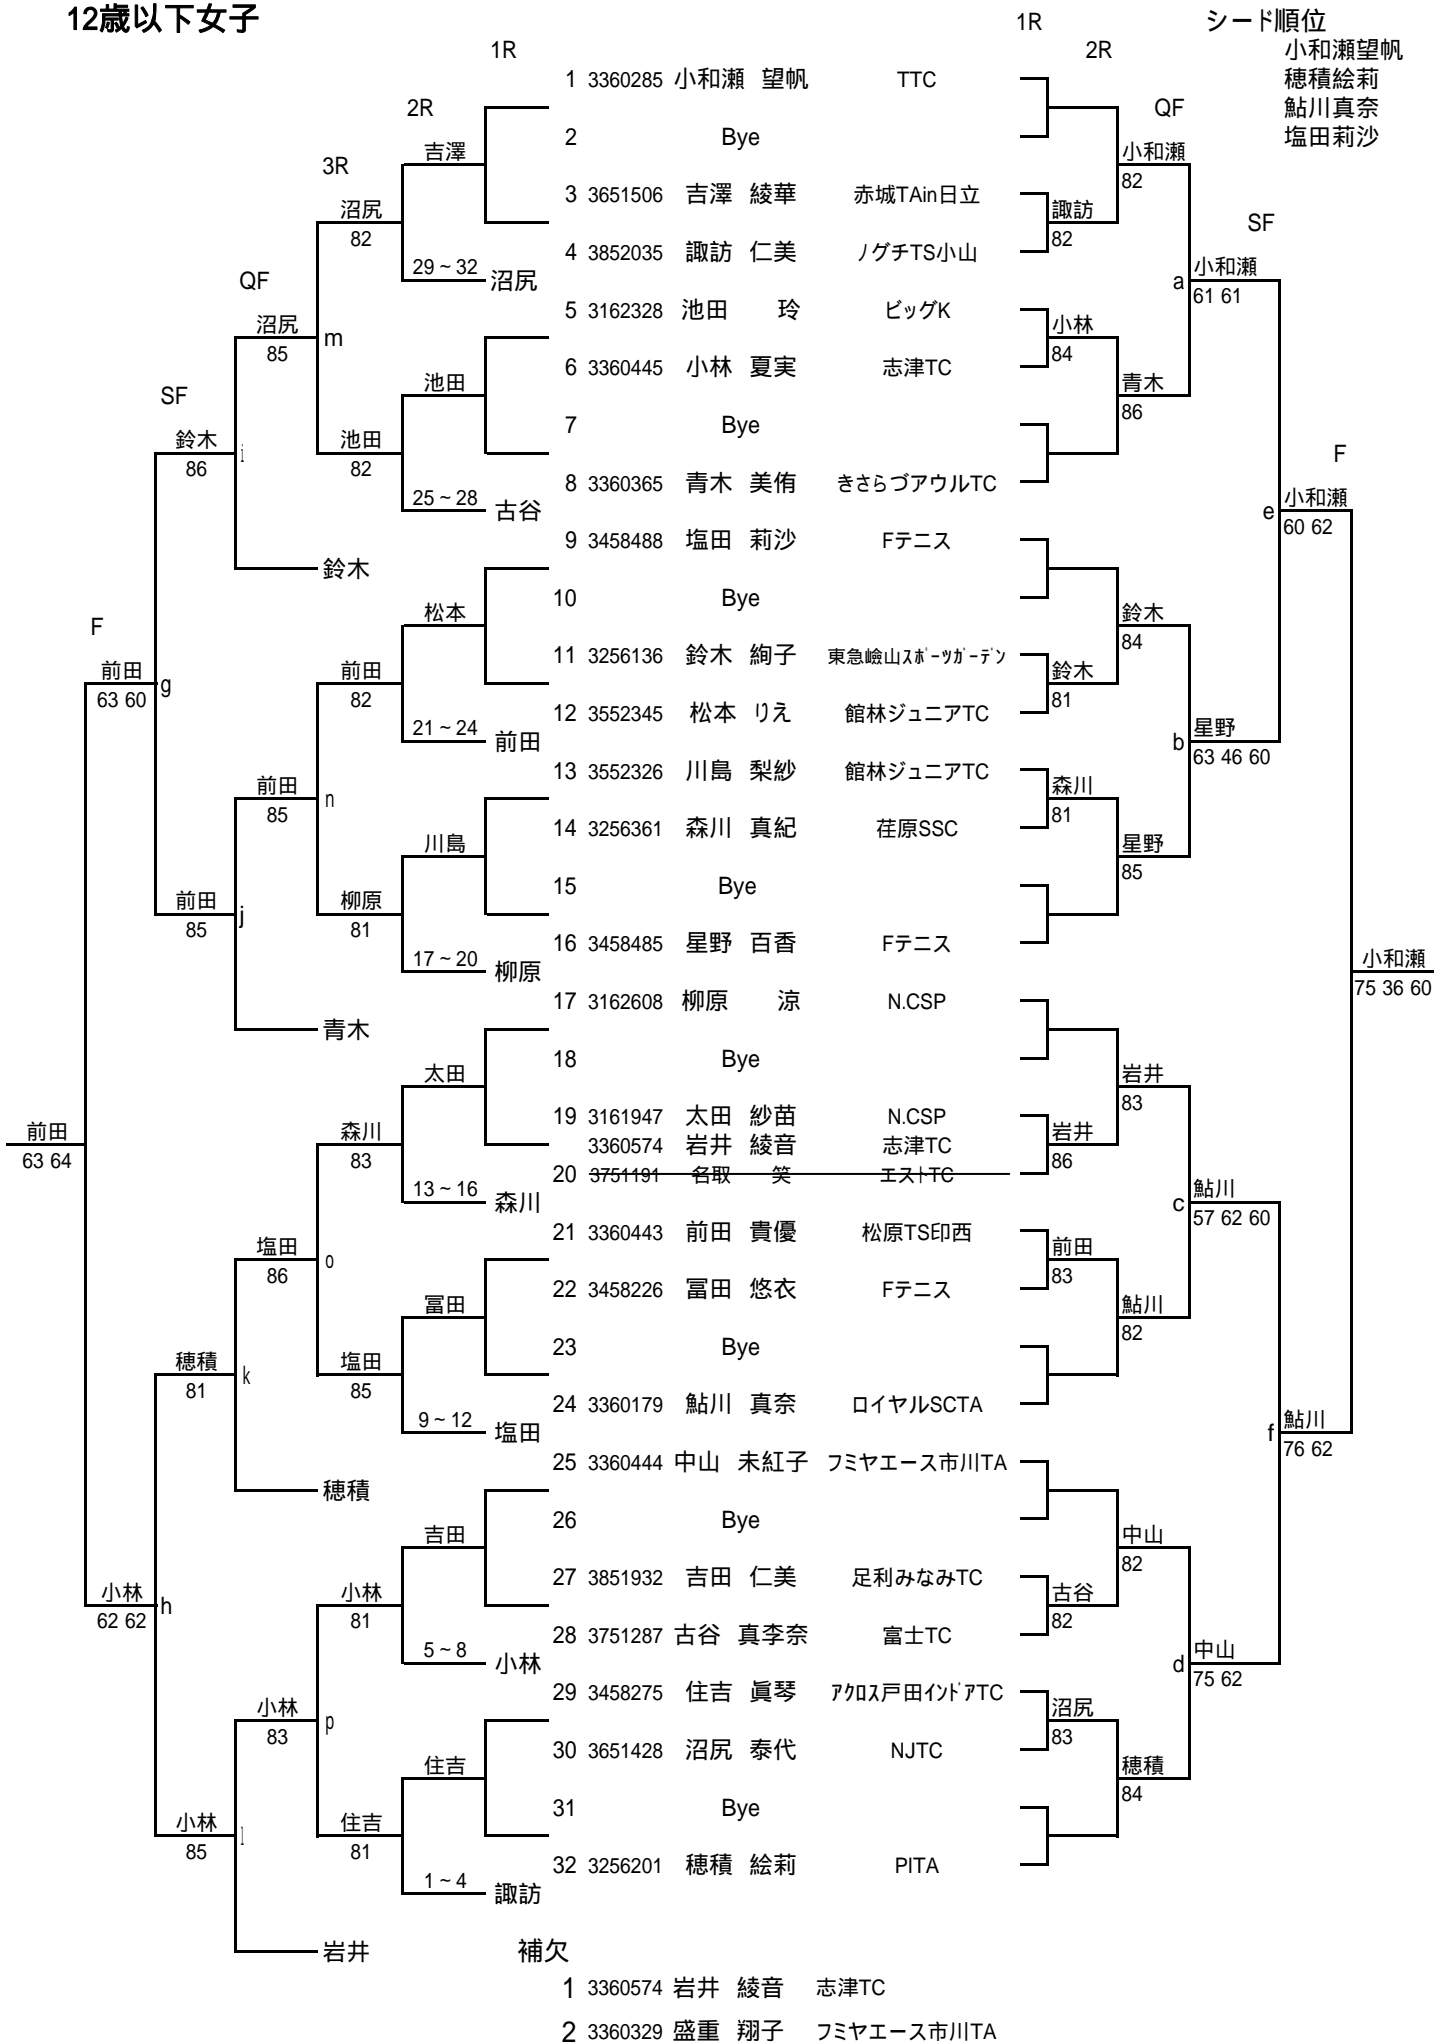 12歳以下女子
1R
シード順位
1R
2R
小和瀬望帆
1 3360285 小和瀬 望帆 TTC
穂積絵莉
2R
QF
鮎川真奈
2 Bye
塩田莉沙
吉澤
小和瀬
3R
82
3 3651506 吉澤 綾華 赤城TAin日立
沼尻
諏訪
SF
82
82
4 3852035 諏訪 仁美 ノグチTS小山
29~32
沼尻
小和瀬
QF
a
61 61
5 3162328 池田 玲 ビッグK
沼尻
小林
m
85
84
6 3360445 小林 夏実 志津TC
池田
青木
SF
86
7 Bye
鈴木
池田
F
i
86
82
8 3360365 青木 美侑 きさらづアウルTC
25~28
古谷
小和瀬
e
60 62
9 3458488 塩田 莉沙 Fテニス
鈴木
10 Bye
松本
鈴木
F
84
11 3256136 鈴木 絢子 東急嶮山スポーツガーデン
前田
前田
鈴木
g
63 60
82
81
12 3552345 松本 りえ 館林ジュニアTC
21~24
前田
星野
b
63 46 60
13 3552326 川島 梨紗 館林ジュニアTC
前田
森川
n
85
81
14 3256361 森川 真紀 荏原SSC
川島
星野
85
15 Bye
前田
柳原
j
85
81
16 3458485 星野 百香 Fテニス
17~20
柳原
小和瀬
75 36 60
17 3162608 柳原 涼 N.CSP
青木
18 Bye
太田
岩井
83
19 3161947 太田 紗苗 N.CSP
前田
森川
3360574 岩井 綾音 志津TC
岩井
63 64
83
86
20 3751191 名取 笑 エストTC
13~16
森川
鮎川
c
57 62 60
21 3360443 前田 貴優 松原TS印西
塩田
前田
o
86
83
22 3458226 冨田 悠衣 Fテニス
冨田
鮎川
82
23 Bye
穂積
塩田
k
81
85
24 3360179 鮎川 真奈 ロイヤルSCTA
9~12
塩田
鮎川
f
76 62
25 3360444 中山 未紅子 フミヤエース市川TA
穂積
26 Bye
吉田
中山
82
27 3851932 吉田 仁美 足利みなみTC
小林
小林
古谷
h
62 62
81
82
28 3751287 古谷 真李奈 富士TC
5~8
小林
中山
d
75 62
29 3458275 住吉 眞琴 アクロス戸田インドアTC
小林
沼尻
p
83
83
30 3651428 沼尻 泰代 NJTC
住吉
穂積
84
31 Bye
小林
住吉
l
85
81
32 3256201 穂積 絵莉 PITA
1~4
諏訪
岩井
補欠
1 3360574 岩井 綾音 志津TC
2 3360329 盛重 翔子 フミヤエース市川TA